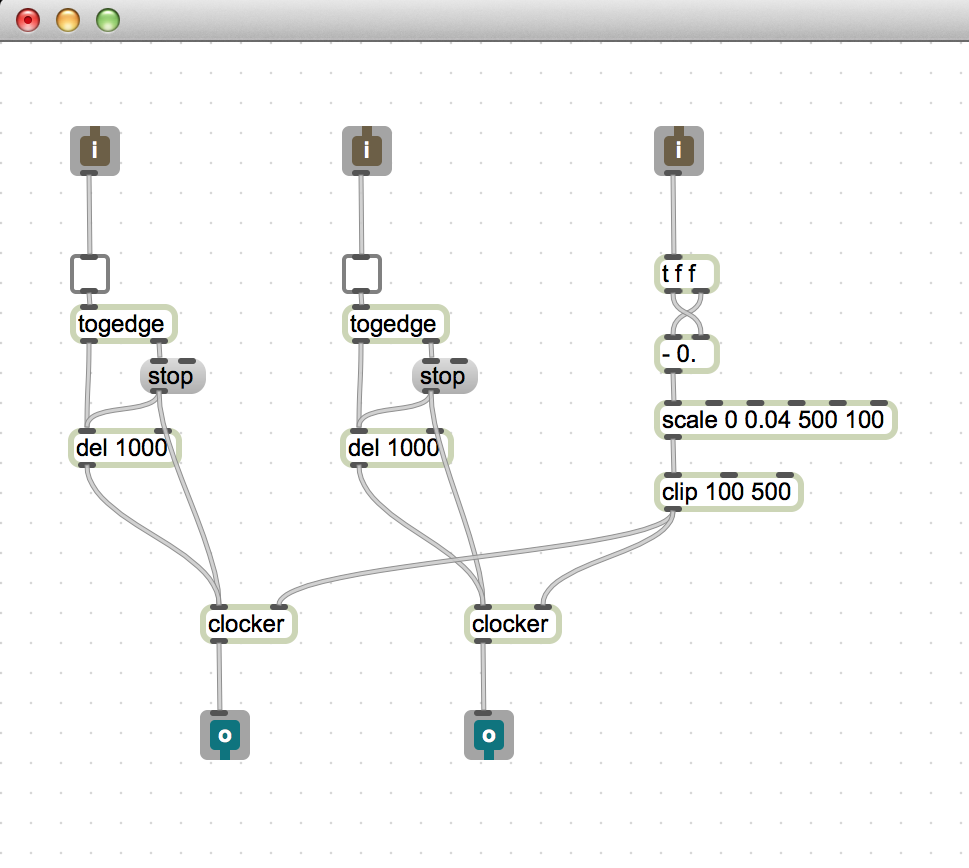 i i i
t f f
togedge togedge
- 0.
stop stop
scale 0 0.04 500 100
del 1000 del 1000
clip 100 500
clocker clocker
o o